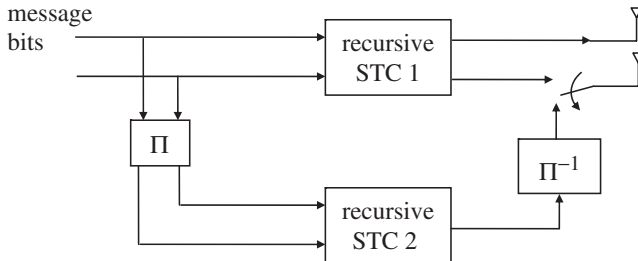 message
bits
recursive
STC 1
Π
Π⁻¹
recursive
STC 2